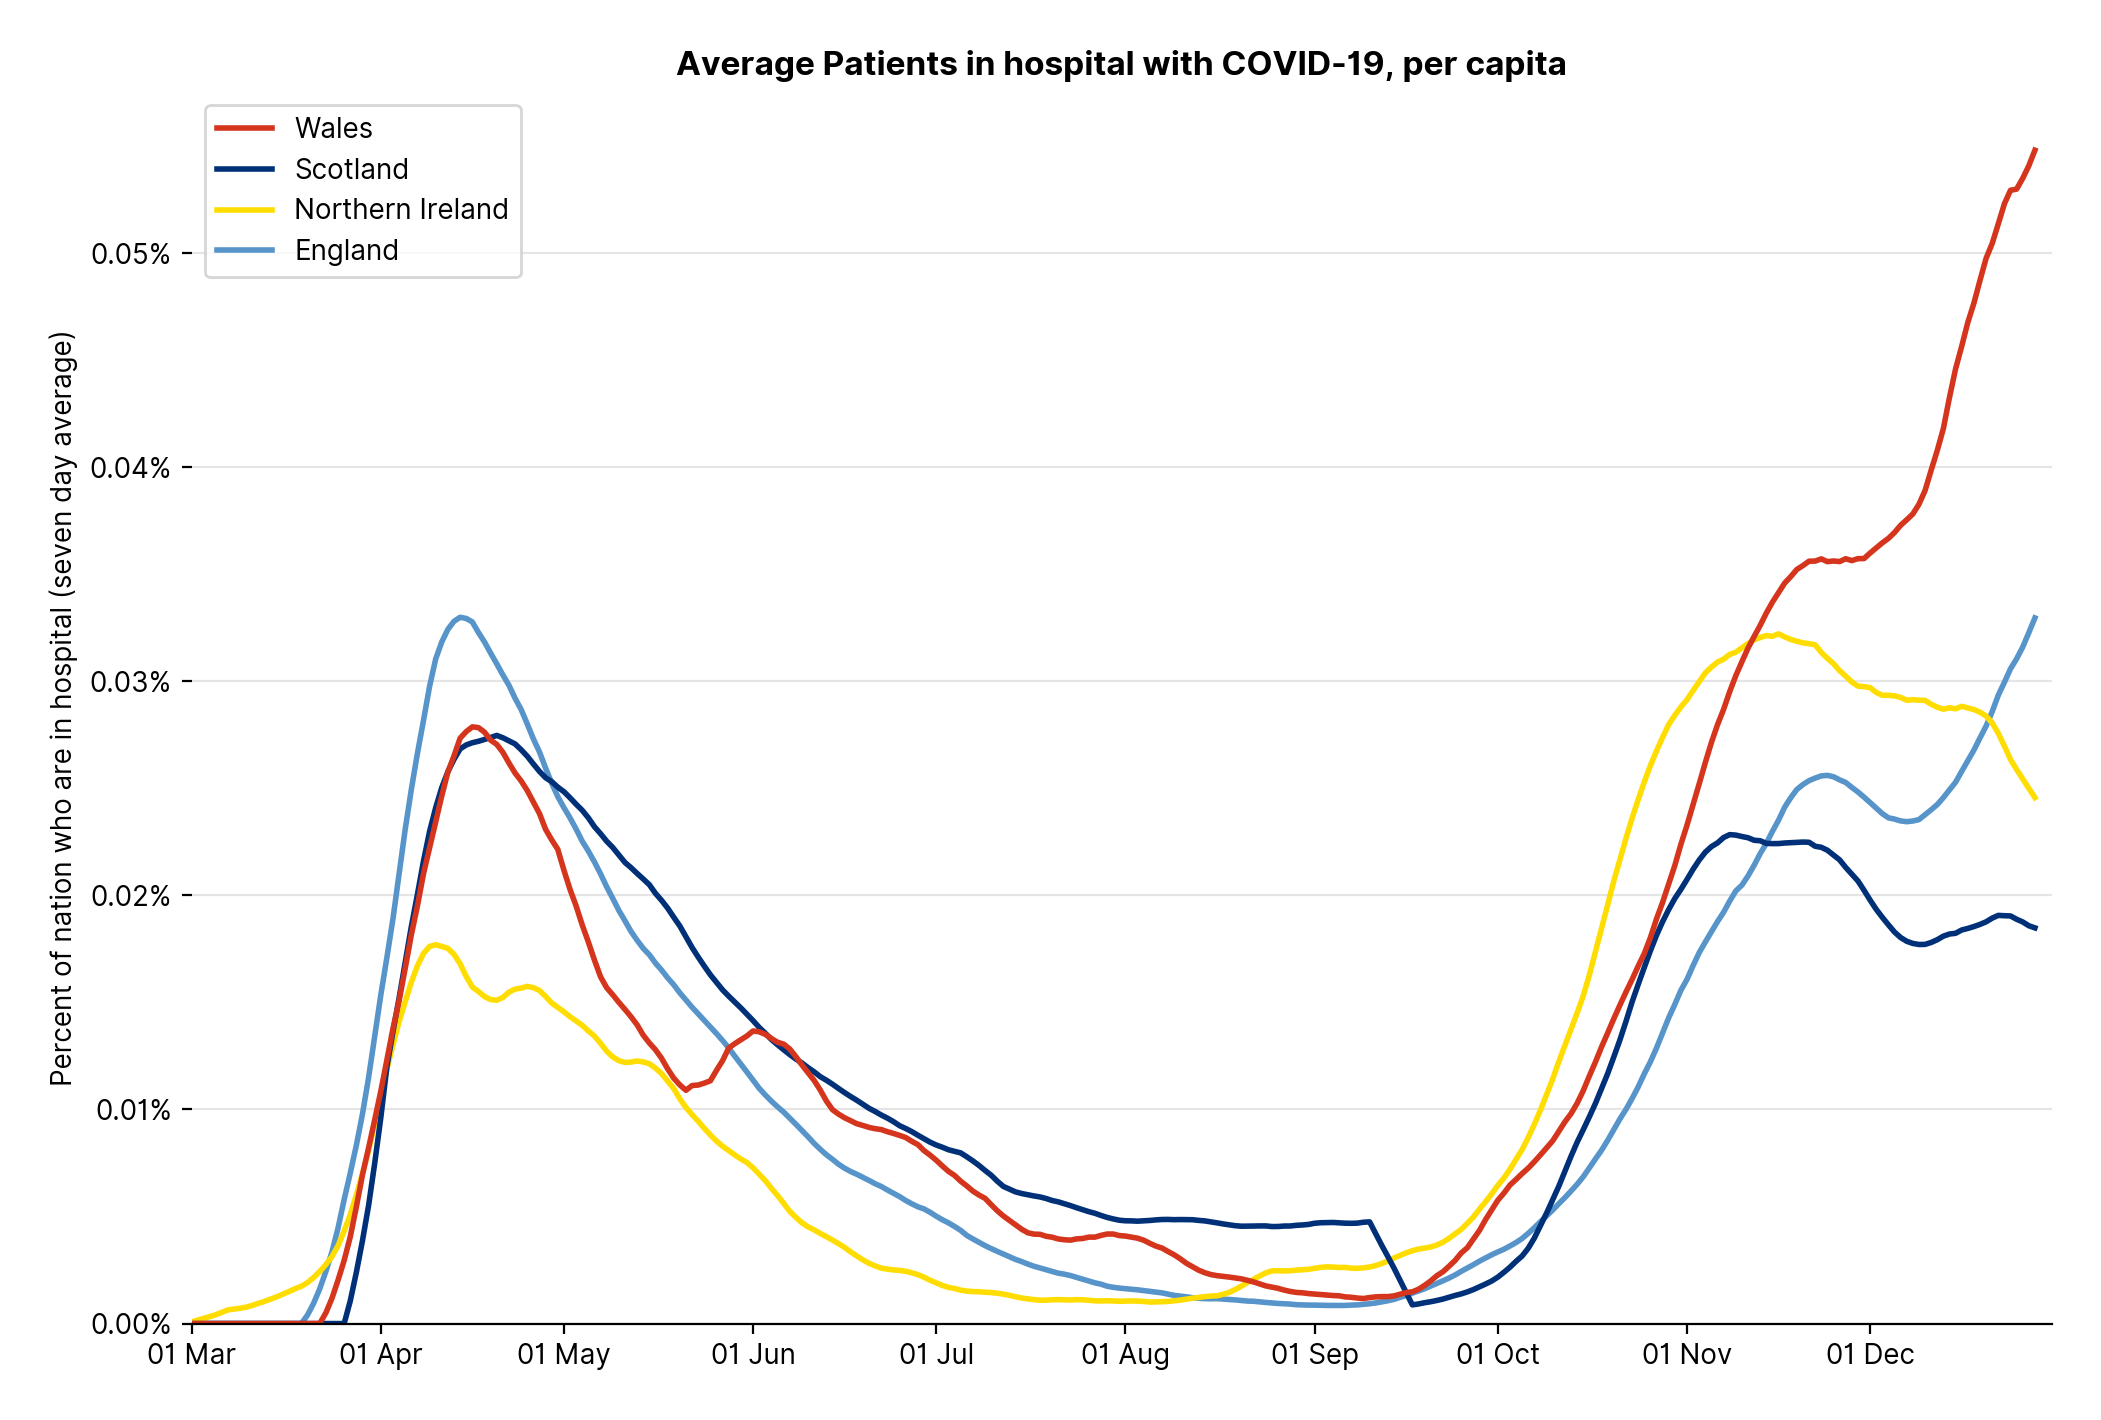 Average Patients in hospital with COVID-19, per capita
Wales
Scotland
Northern Ireland
England
Percent of nation who are in hospital (seven day average)
0.05%
0.04%
0.03%
0.02%
0.01%
0.00%
01 Mar
01 Apr
01 May
01 Jun
01 Jul
01 Aug
01 Sep
01 Oct
01 Nov
01 Dec